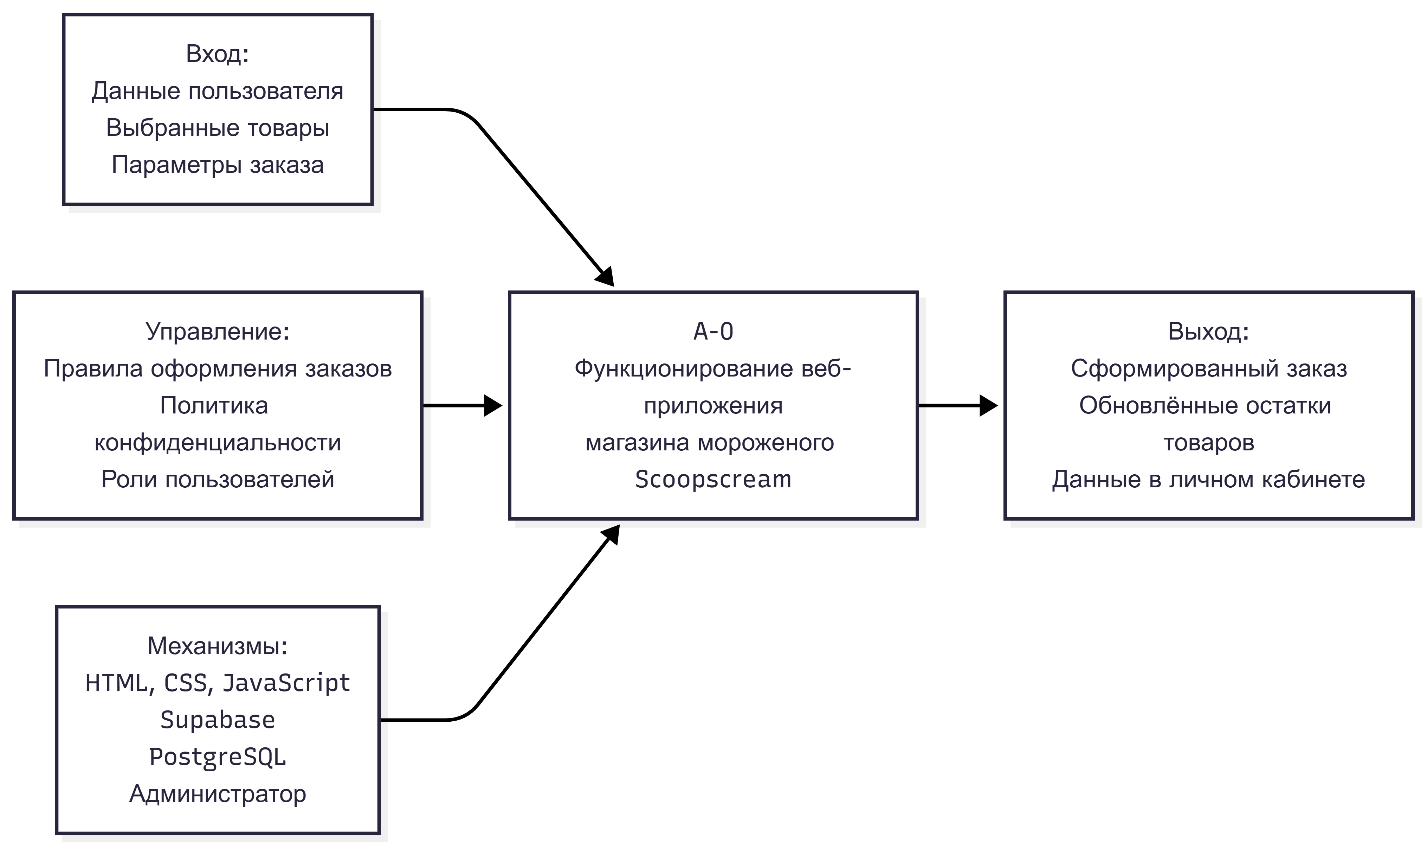 Вход:
Данные пользователя
Выбранные товары
Параметры заказа
Управление:
Правила оформления заказов
Политика
конфиденциальности
Роли пользователей
A-0
Функционирование веб-
приложения
магазина мороженого
Scoopscream
Выход:
Сформированный заказ
Обновлённые остатки
товаров
Данные в личном кабинете
Механизмы:
HTML, CSS, JavaScript
Supabase
PostgreSQL
Администратор